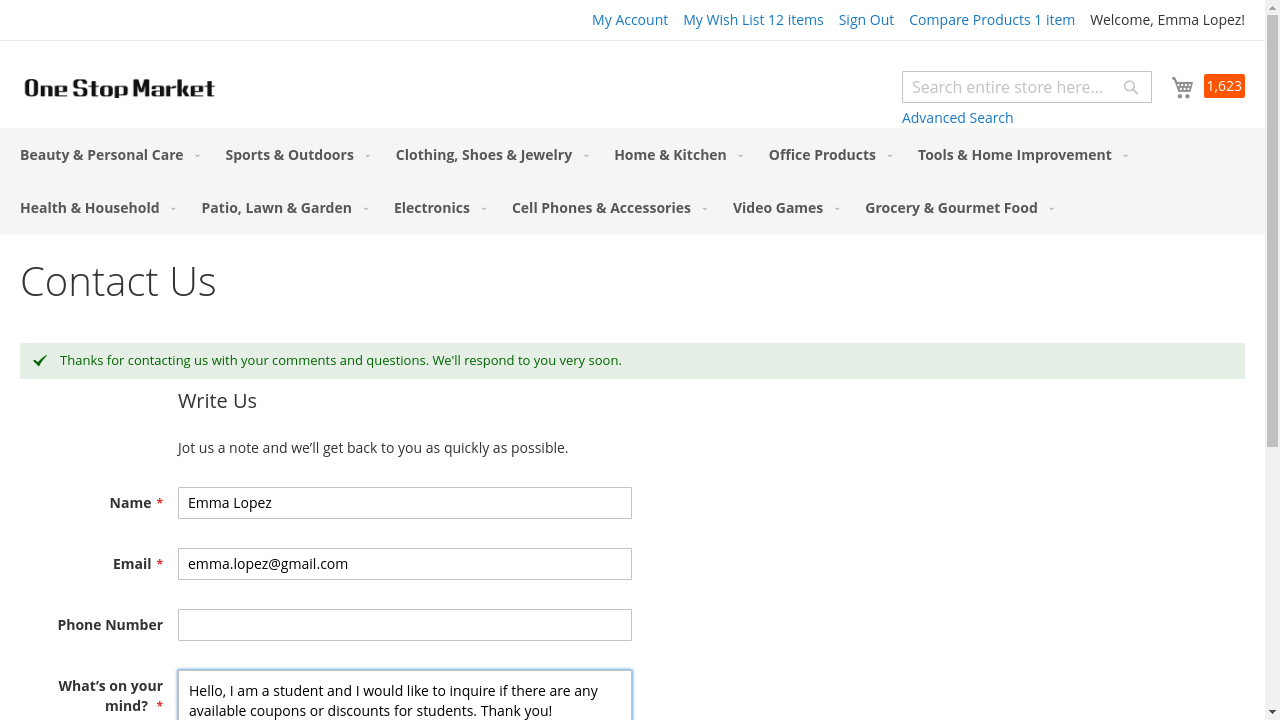 My Account My Wish List 12 items Sign Out Compare Products 1 item Welcome, Emma Lopez!
One Stop Market
Search entire store here...
1,623
Advanced Search
Beauty & Personal Care Sports & Outdoors Clothing, Shoes & Jewelry Home & Kitchen Office Products Tools & Home Improvement
Health & Household Patio, Lawn & Garden Electronics Cell Phones & Accessories Video Games Grocery & Gourmet Food
Contact Us
Thanks for contacting us with your comments and questions. We'll respond to you very soon.
Write Us
Jot us a note and we’ll get back to you as quickly as possible.
Name * Emma Lopez
Email * emma.lopez@gmail.com
Phone Number
What’s on your
mind? *
Hello, I am a student and I would like to inquire if there are any
available coupons or discounts for students. Thank you!